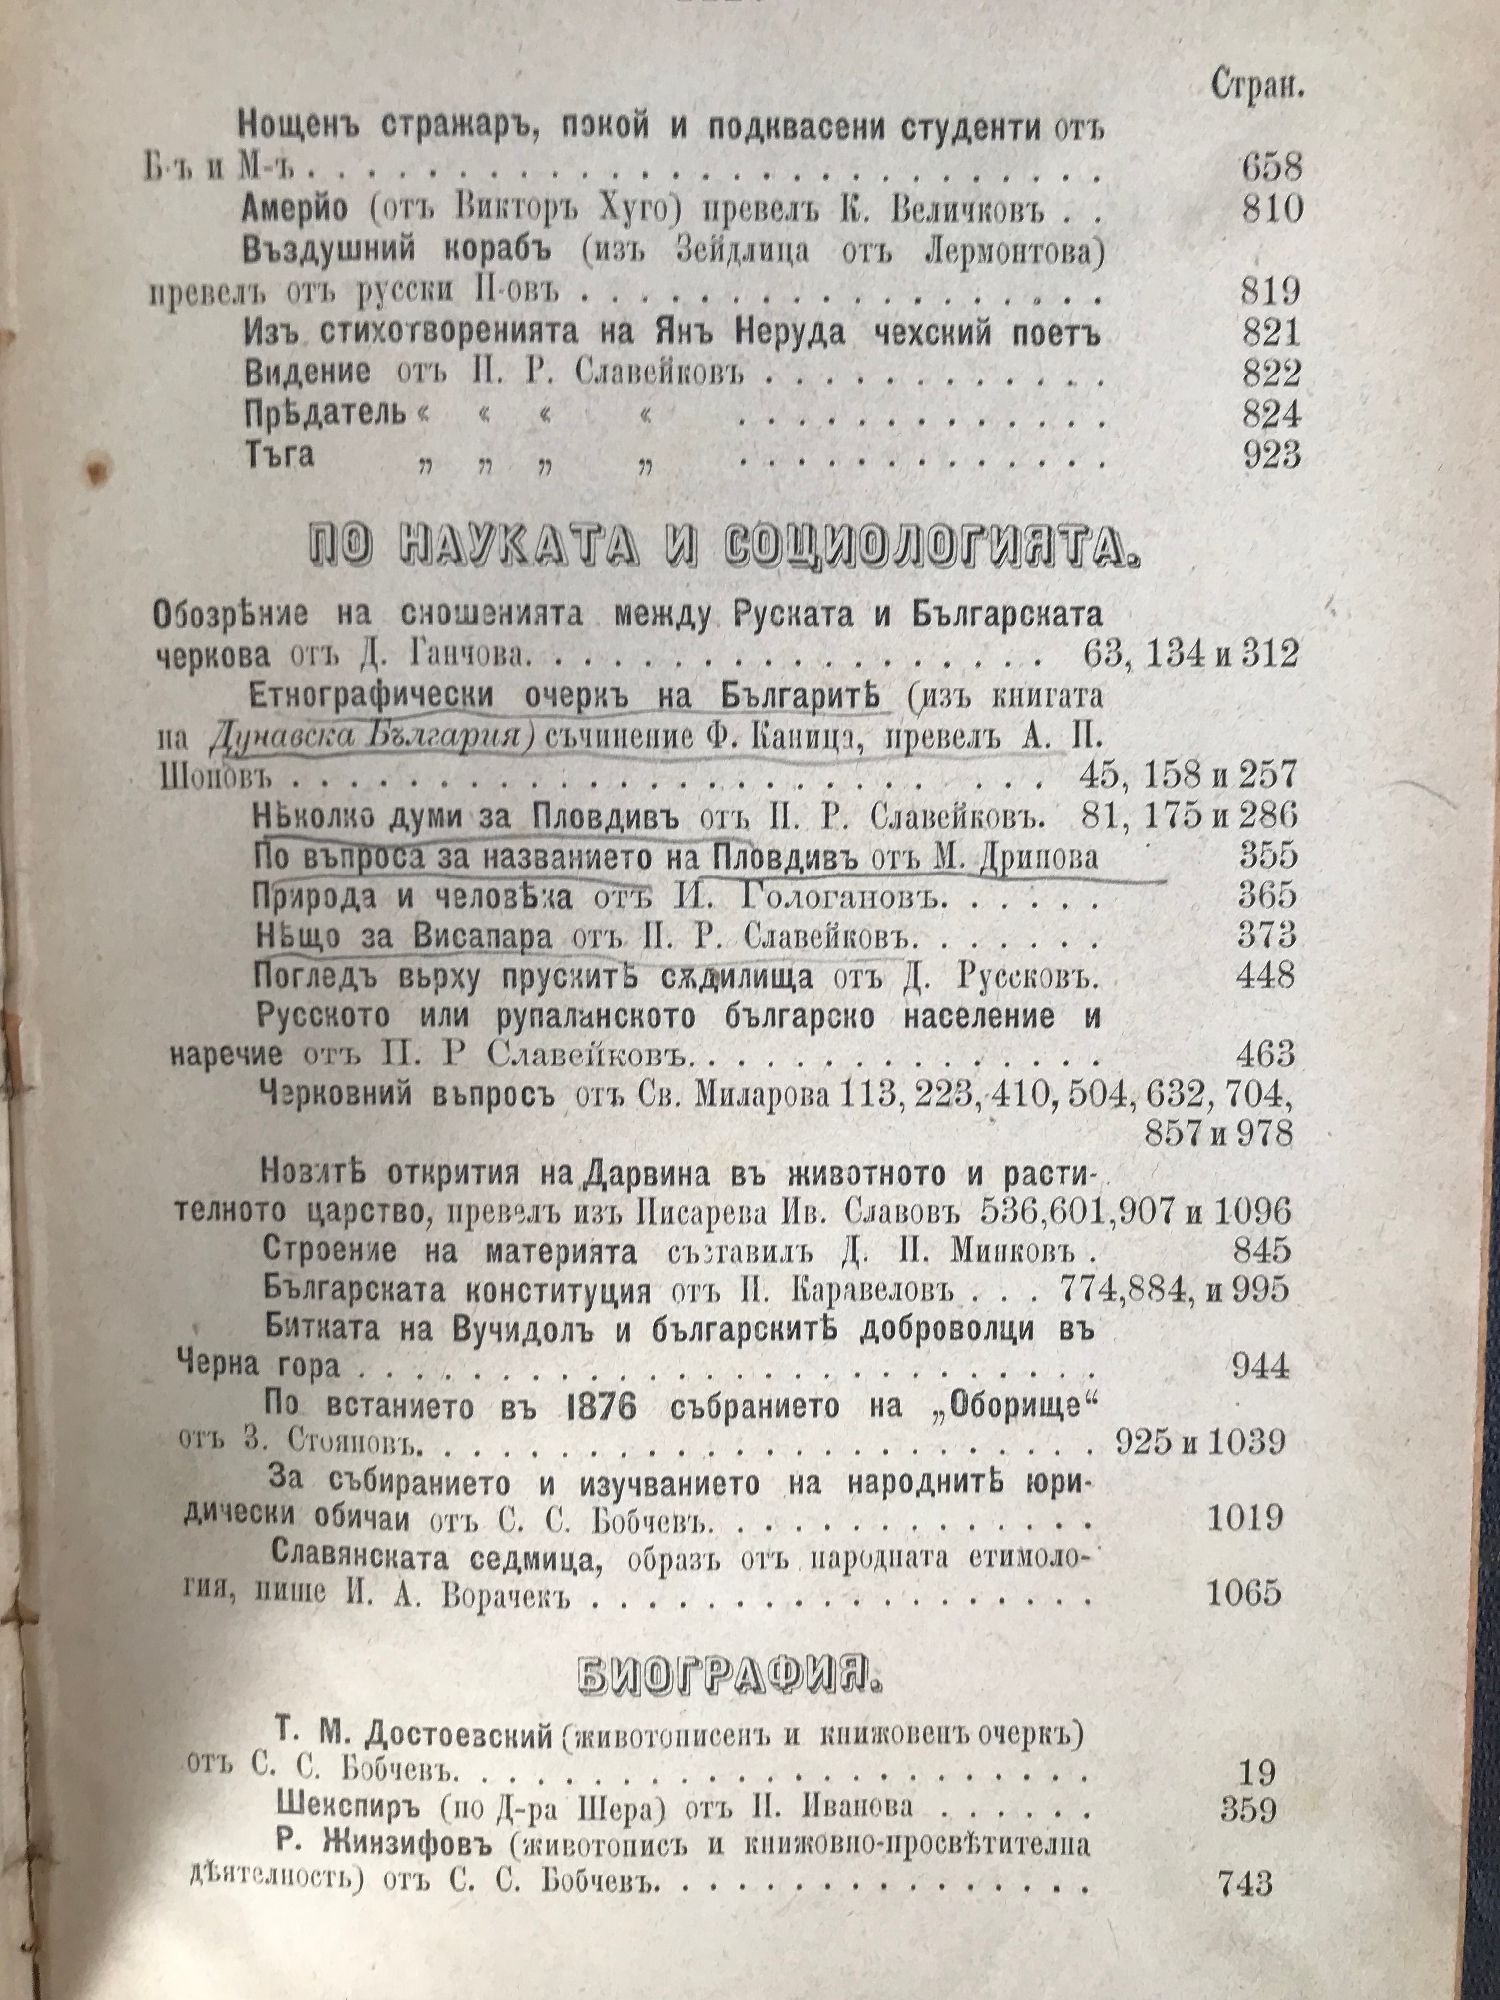 Стран.
Нощенъ стражаръ, покой и подквасени студенти отъ
Б-ъ и М-ъ . . . . . . . . . . . . . . . . . . . . . . . . . . . 658
Амерйо (отъ Викторъ Хуго) превелъ К. Величковъ . . 810
Въздушний корабъ (изъ Зейдлица отъ Лермонтова)
превелъ отъ русски П-овъ . . . . . . . . . . . . . . . . . . 819
Изъ стихотворенията на Янъ Неруда чехский поетъ 821
Видение отъ П. Р. Славейковъ . . . . . . . . . . . . 822
Прѣдатель « « « « . . . . . . . . . . . . . 824
Тъга „ „ „ „ . . . . . . . . . . . . . 923
ПО НАУКАТА И СОЦИОЛОГИЯТА.
Обозрѣние на сношенията между Руската и Българската
черкова отъ Д. Ганчова. . . . . . . . . . . . . . . . . . 63, 134 и 312
Етнографически очеркъ на Българитѣ (изъ книгата
на Дунавска България) съчинение Ф. Каница, превелъ А. П.
Шоповъ . . . . . . . . . . . . . . . . . . . . . . . . . 45, 158 и 257
Нѣколко думи за Пловдивъ отъ П. Р. Славейковъ. 81, 175 и 286
По въпроса за названието на Пловдивъ отъ М. Дринова 355
Природа и человѣка отъ И. Гологановъ. . . . . . 365
Нѣщо за Висапара отъ П. Р. Славейковъ. . . . . . . 373
Погледъ вьрху прускитѣ сѫдилища отъ Д. Руссковъ. 448
Русското или рупаланското българско население и
наречие отъ П. Р Славейковъ. . . . . . . . . . . . . . . 463
Черковний въпросъ отъ Св. Миларова 113, 223, 410, 504, 632, 704,
857 и 978
Новитѣ открития на Дарвина въ животното и расти-
телното царство, превелъ изъ Писарева Ив. Славовъ 536,601,907 и 1096
Строение на материята съставилъ Д. П. Минковъ . 845
Българската конституция отъ П. Каравеловъ . . . 774,884, и 995
Битката на Вучидолъ и българскитѣ доброволци въ
Черна гора . . . . . . . . . . . . . . . . . . . . . . . . . 944
По встанието въ 1876 събранието на „Оборище“
отъ З. Стояновъ. . . . . . . . . . . . . . . . . . . . . . . . 925 и 1039
За събиранието и изучванието на народнитѣ юри-
дически обичаи отъ С. С. Бобчевъ. . . . . . . . . . . . . . 1019
Славянската седмица, образъ отъ народната етимоло-
гия, пише И. А. Ворачек . . . . . . . . . . . . . . . . . . 1065
БИОГРАФИЯ.
Т. М. Достоевский (животописенъ и книжовенъ очеркъ)
отъ С. С. Бобчевъ. . . . . . . . . . . . . . . . . . . . . . 19
Шекспиръ (по Д-ра Шера) отъ П. Иванова . . . . . . 359
Р. Жинзифовъ (животопись и книжовно-просвѣтителна
дѣятелность) отъ С. С. Бобчевъ. . . . . . . . . . . . . . . . 743